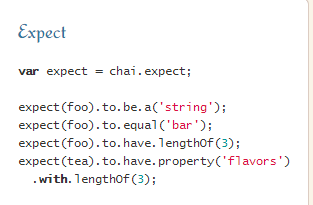 Expect
var expect = chai.expect;
expect(foo).to.be.a('string');
expect(foo).to.equal('bar');
expect(foo).to.have.lengthOf(3);
expect(tea).to.have.property('flavors')
  .with.lengthOf(3);